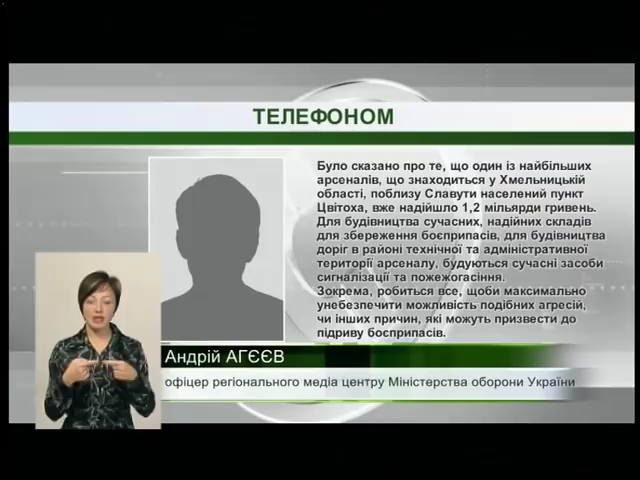 ТЕЛЕФОНОМ
Було сказано про те, що один із найбільших
арсеналів, що знаходиться у Хмельницькій
області, поблизу Славути населений пункт
Цвітоха, вже надійшло 1,2 мільярди гривень.
Для будівництва сучасних, надійних складів
для збереження боєприпасів, для будівництва
доріг в районі технічної та адміністративної
території арсеналу, будуються сучасні засоби
сигналізації та пожежогасіння.
Зокрема, робиться все, щоби максимально
унебезпечити можливість подібних агресій,
чи інших причин, які можуть призвести до
підриву боєприпасів.
Андрій АГЄЄВ
офіцер регіонального медіа центру Міністерства оборони України